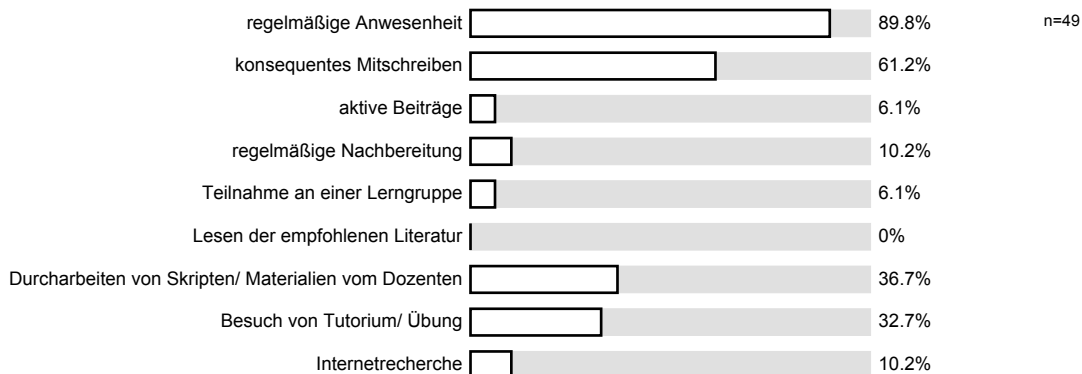 regelmäßige Anwesenheit 89.8% n=49
konsequentes Mitschreiben 61.2%
aktive Beiträge 6.1%
regelmäßige Nachbereitung 10.2%
Teilnahme an einer Lerngruppe 6.1%
Lesen der empfohlenen Literatur 0%
Durcharbeiten von Skripten/ Materialien vom Dozenten 36.7%
Besuch von Tutorium/ Übung 32.7%
Internetrecherche 10.2%